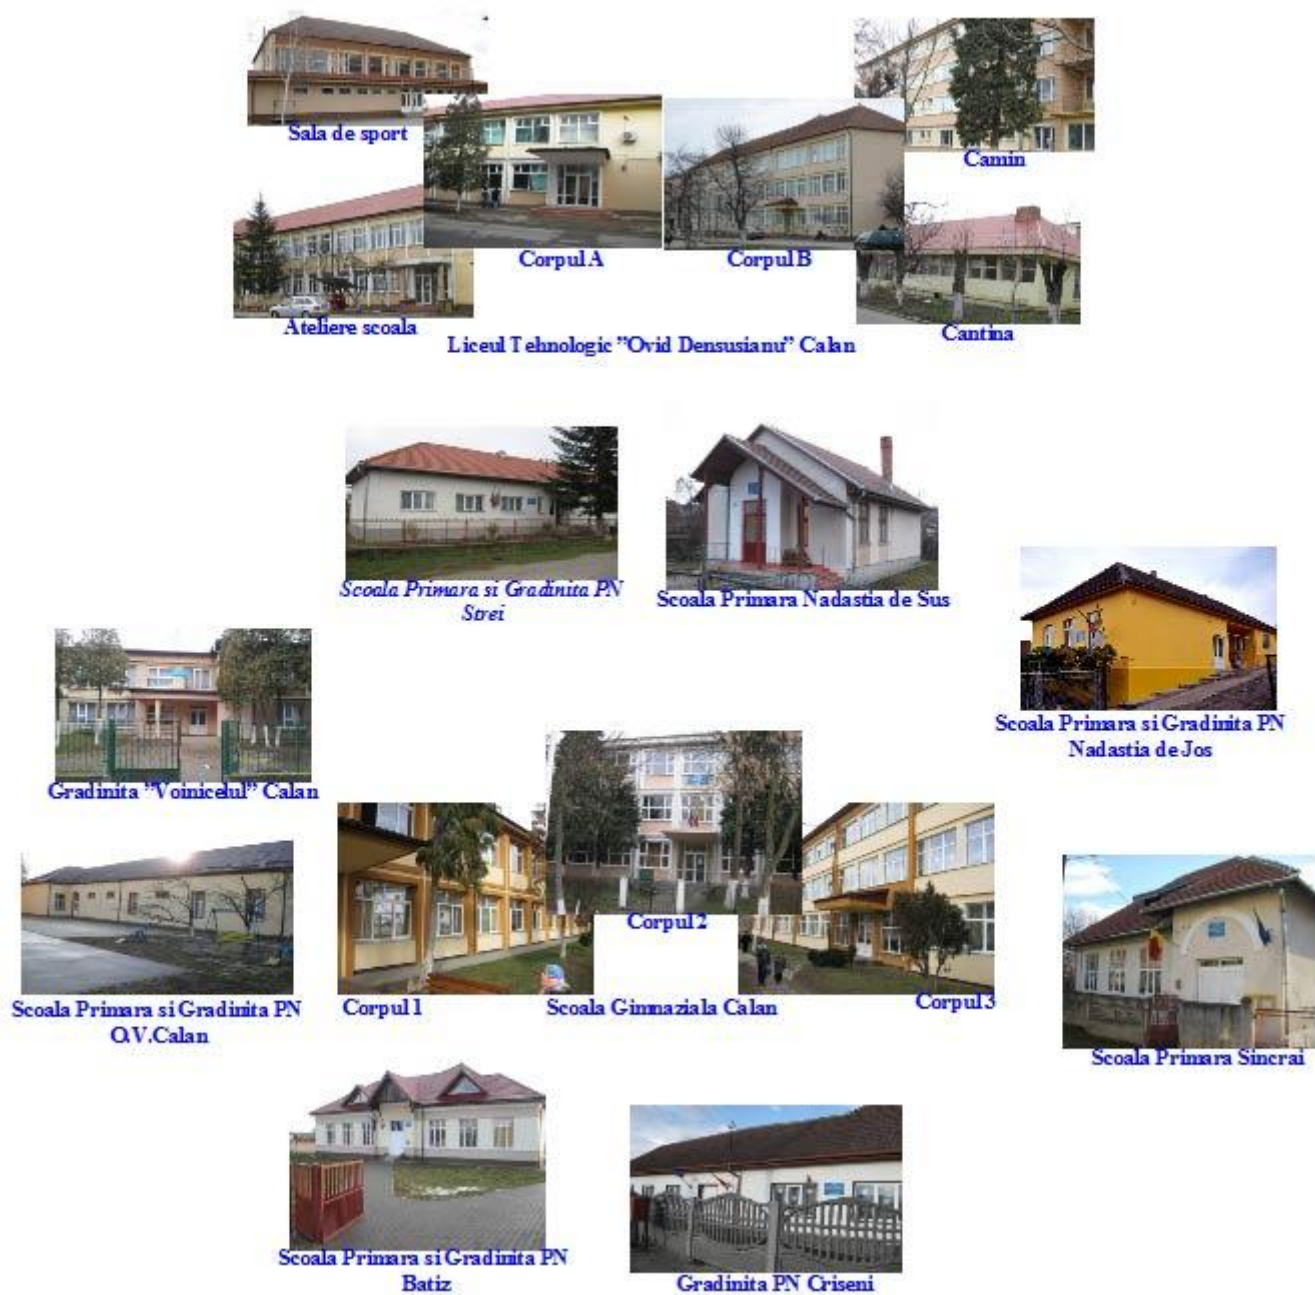 Sala de sport
Camin
Corpul A
Corpul B
Ateliere scoala
Cantina
Liceul Tehnologic ”Ovid Densusianu” Calan
Scoala Primara si Gradinita PN
Strei
Scoala Primara Nadastia de Sus
Scoala Primara si Gradinita PN
Nadastia de Jos
Gradinita ”Voinicelul” Calan
Corpul 2
Scoala Primara si Gradinita PN
O.V.Calan
Corpul 1
Scoala Gimnaziala Calan
Corpul 3
Scoala Primara Sincrai
Scoala Primara si Gradinita PN
Batiz
Gradinita PN Criseni